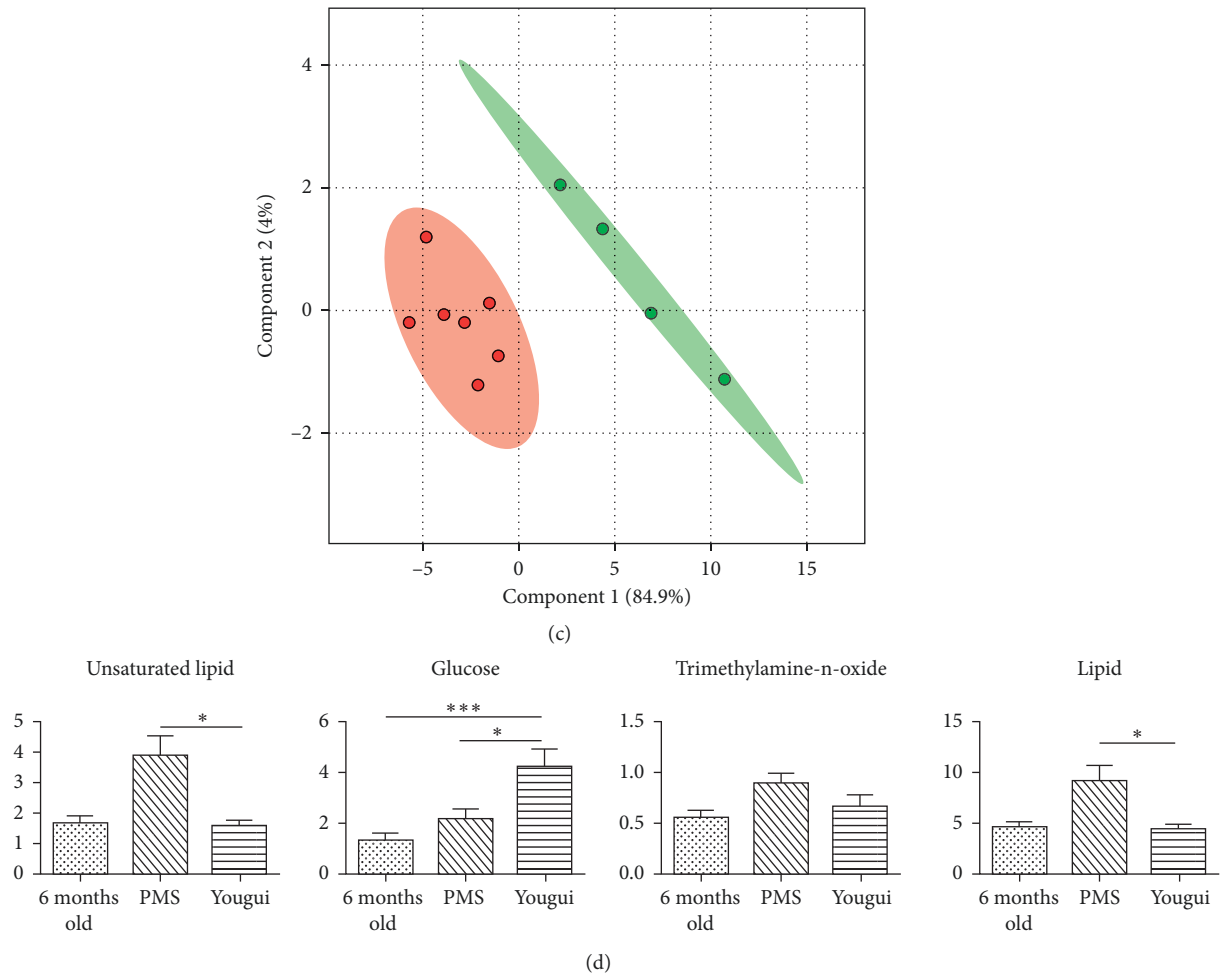 4
2
0
–2
Component 2 (4%)
–5 0 5 10 15
Component 1 (84.9%)
(c)
Unsaturated lipid
5
4
3
2
1
0
*
6 months old
PMS
Yougui
Glucose
6
4
2
0
***
*
6 months old
PMS
Yougui
Trimethylamine-n-oxide
1.5
1.0
0.5
0.0
6 months old
PMS
Yougui
Lipid
15
10
5
0
*
6 months old
PMS
Yougui
(d)